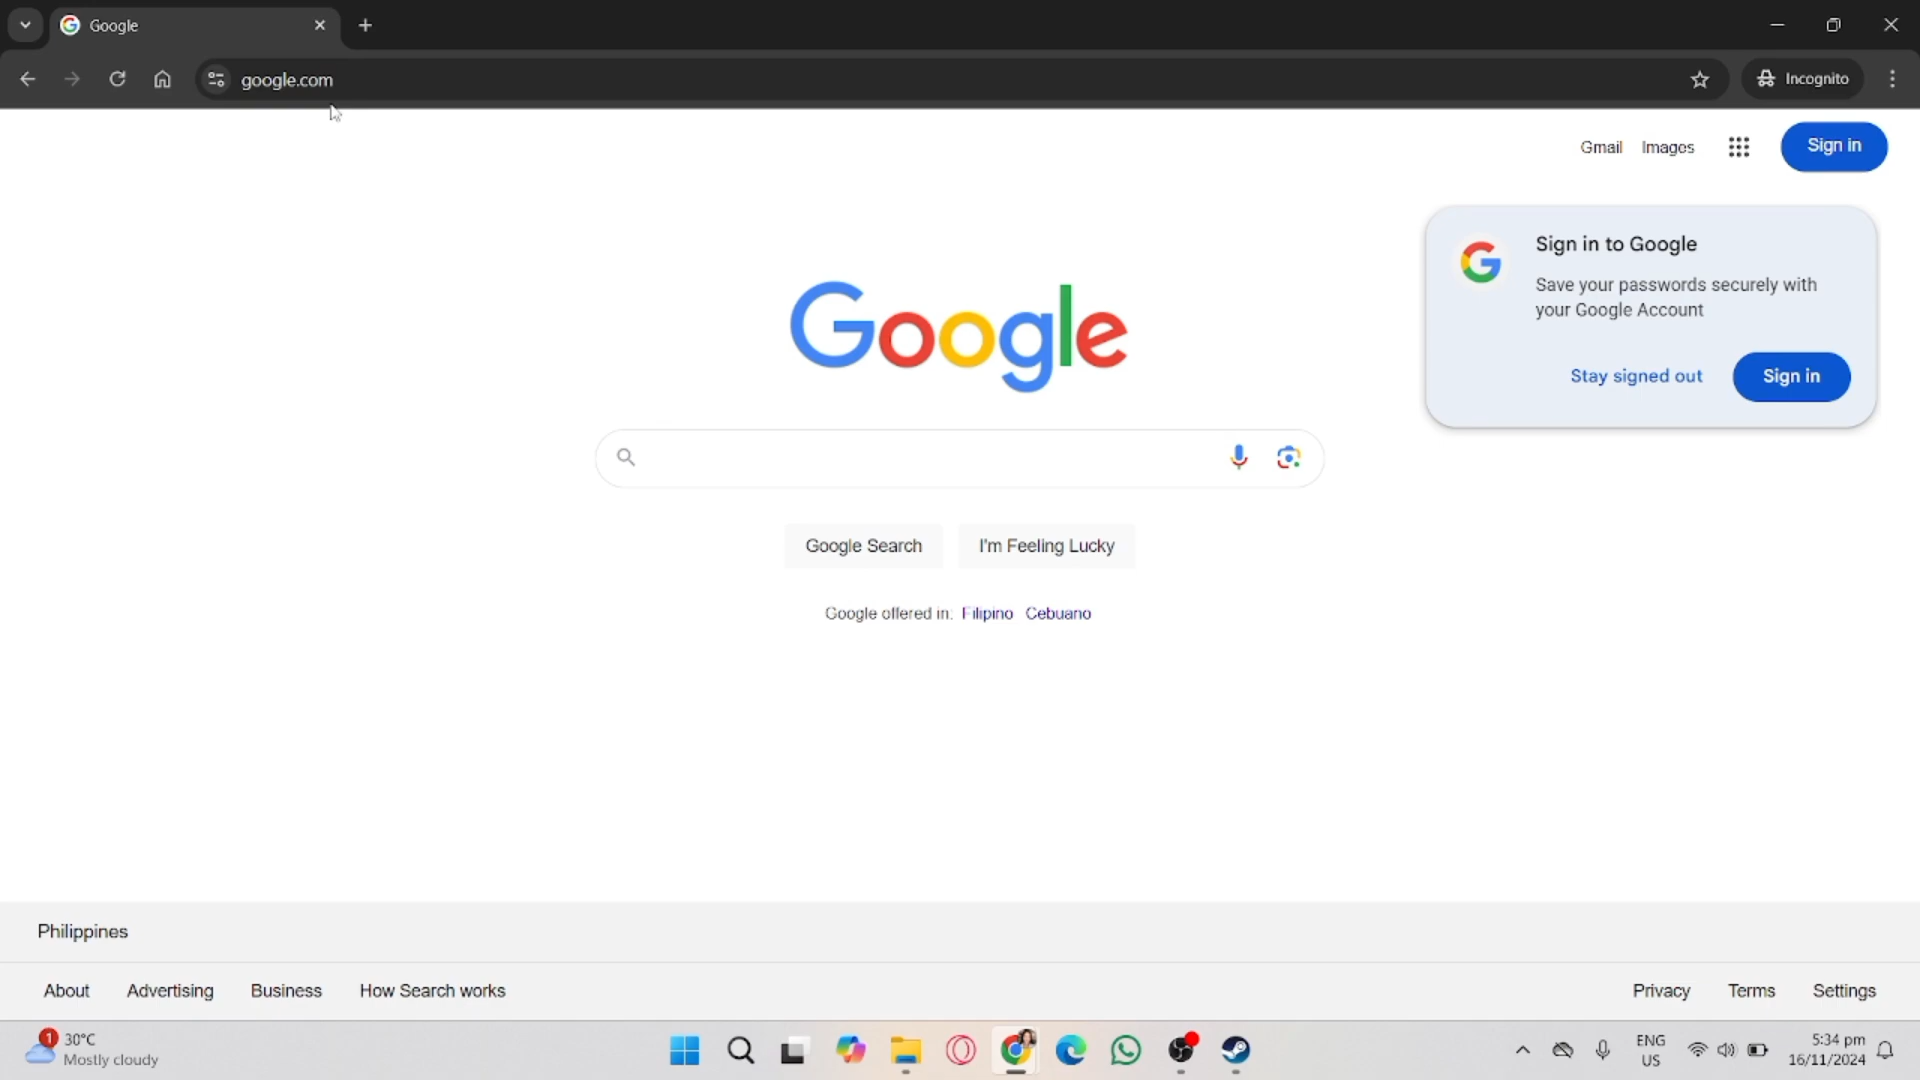 Google
google.com
Incognito
Gmail
Images
Sign in
Sign in to Google
Save your passwords securely with
your Google Account
Stay signed out
Sign in
Google
Google Search
I'm Feeling Lucky
Google offered in: Filipino Cebuano
Philippines
About
Advertising
Business
How Search works
Privacy
Terms
Settings
1
30°C
Mostly cloudy
ENG
US
5:34 pm
16/11/2024